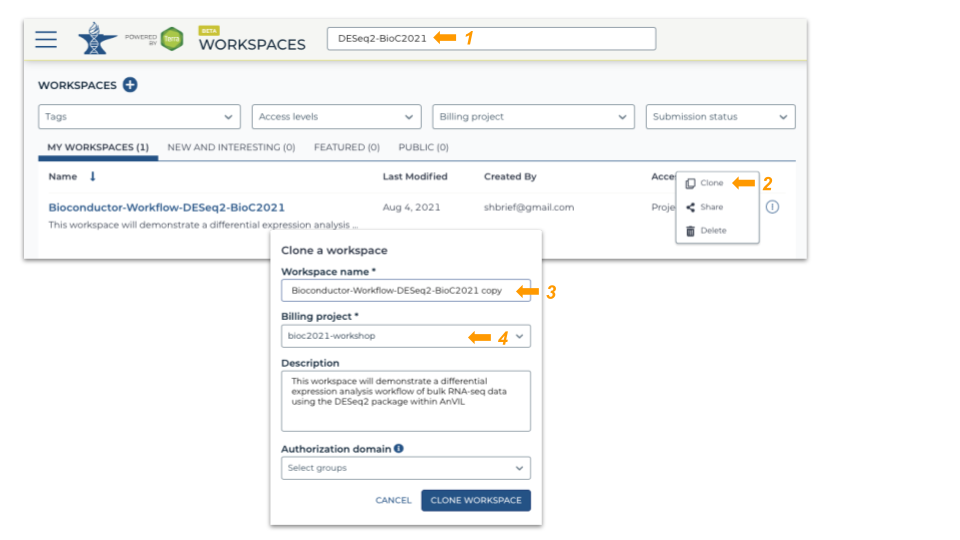 POWERED
BY
Terra
BETA
WORKSPACES
DESeq2-BioC2021 1
WORKSPACES
Tags
Access levels
Billing project
Submission status
MY WORKSPACES (1) NEW AND INTERESTING (0) FEATURED (0) PUBLIC (0)
Name Last Modified Created By Acce
Clone 2
Bioconductor-Workflow-DESeq2-BioC2021 Aug 4, 2021 shbrief@gmail.com Proje
Share
This workspace will demonstrate a differential expression analysis ...
Delete
Clone a workspace
Workspace name *
Bioconductor-Workflow-DESeq2-BioC2021 copy 3
Billing project *
bioc2021-workshop 4
Description
This workspace will demonstrate a differential
expression analysis workflow of bulk RNA-seq data
using the DESeq2 package within AnVIL
Authorization domain
Select groups
CANCEL CLONE WORKSPACE